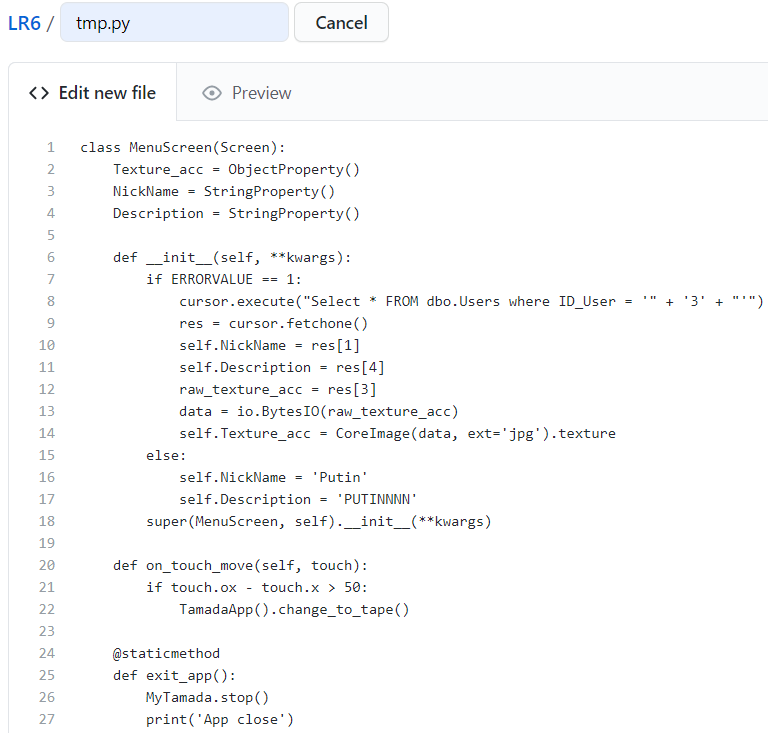 LR6 / tmp.py Cancel
<> Edit new file Preview
1 class MenuScreen(Screen):
2     Texture_acc = ObjectProperty()
3     NickName = StringProperty()
4     Description = StringProperty()
5
6     def __init__(self, **kwargs):
7         if ERRORVALUE == 1:
8             cursor.execute("Select * FROM dbo.Users where ID_User = '" + '3' + "'")
9             res = cursor.fetchone()
10             self.NickName = res[1]
11             self.Description = res[4]
12             raw_texture_acc = res[3]
13             data = io.BytesIO(raw_texture_acc)
14             self.Texture_acc = CoreImage(data, ext='jpg').texture
15         else:
16             self.NickName = 'Putin'
17             self.Description = 'PUTINNNN'
18         super(MenuScreen, self).__init__(**kwargs)
19
20     def on_touch_move(self, touch):
21         if touch.ox - touch.x > 50:
22             TamadaApp().change_to_tape()
23
24     @staticmethod
25     def exit_app():
26         MyTamada.stop()
27         print('App close')